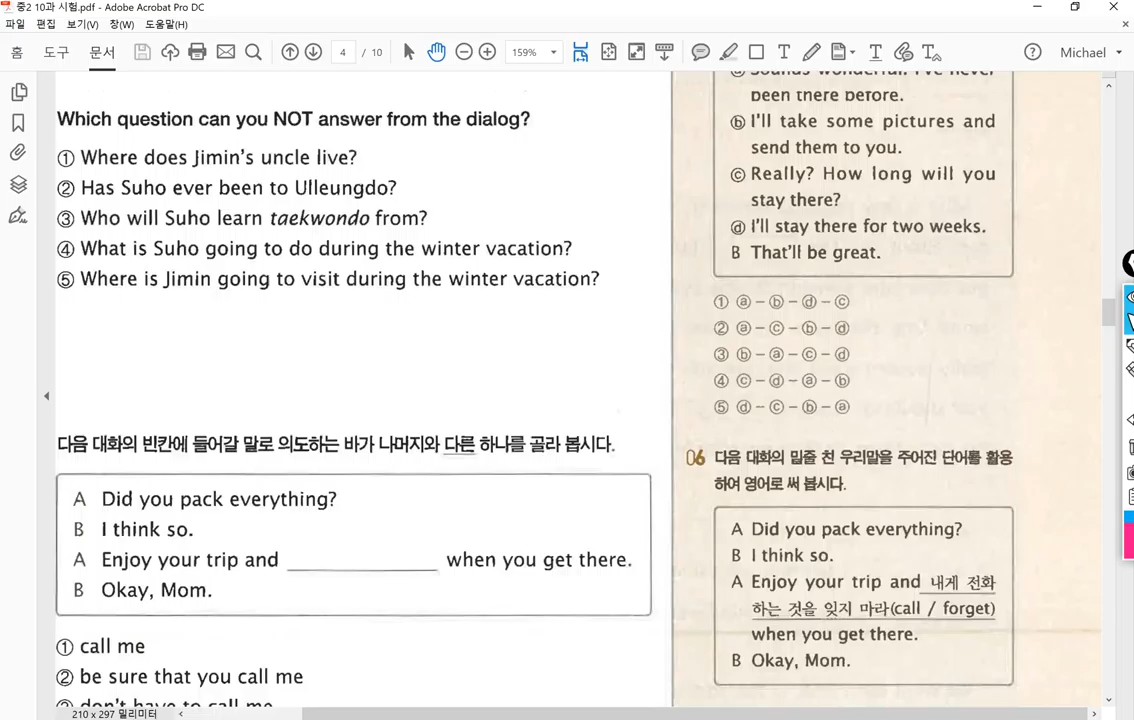 중2 10과 시험.pdf - Adobe Acrobat Pro DC
파일 편집 보기(V) 창(W) 도움말(H)
홈 도구 문서 4 / 10 159% Michael
Which question can you NOT answer from the dialog?
① Where does Jimin's uncle live?
② Has Suho ever been to Ulleungdo?
③ Who will Suho learn taekwondo from?
④ What is Suho going to do during the winter vacation?
⑤ Where is Jimin going to visit during the winter vacation?
다음 대화의 빈칸에 들어갈 말로 의도하는 바가 나머지와 다른 하나를 골라 봅시다.
A Did you pack everything?
B I think so.
A Enjoy your trip and __________ when you get there.
B Okay, Mom.
① call me
② be sure that you call me
③ don't have to call me
ⓐ Sounds wonderful! I've never
been there before.
ⓑ I'll take some pictures and
send them to you.
ⓒ Really? How long will you
stay there?
ⓓ I'll stay there for two weeks.
B That'll be great.
① ⓐ – ⓑ – ⓓ – ⓒ
② ⓐ – ⓒ – ⓑ – ⓓ
③ ⓑ – ⓐ – ⓒ – ⓓ
④ ⓒ – ⓓ – ⓐ – ⓑ
⑤ ⓓ – ⓒ – ⓑ – ⓐ
06 다음 대화의 밑줄 친 우리말을 주어진 단어를 활용
하여 영어로 써 봅시다.
A Did you pack everything?
B I think so.
A Enjoy your trip and 내게 전화
하는 것을 잊지 마라(call / forget)
when you get there.
B Okay, Mom.
210 x 297 밀리미터